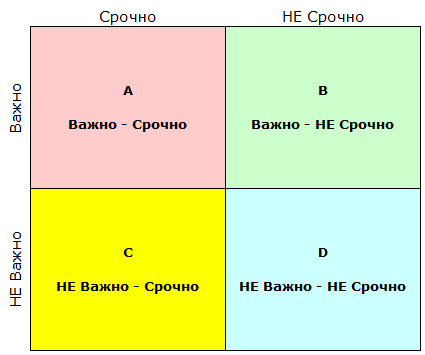 Срочно
НЕ Срочно
Важно
A
Важно - Срочно
B
Важно - НЕ Срочно
НЕ Важно
C
НЕ Важно - Срочно
D
НЕ Важно - НЕ Срочно